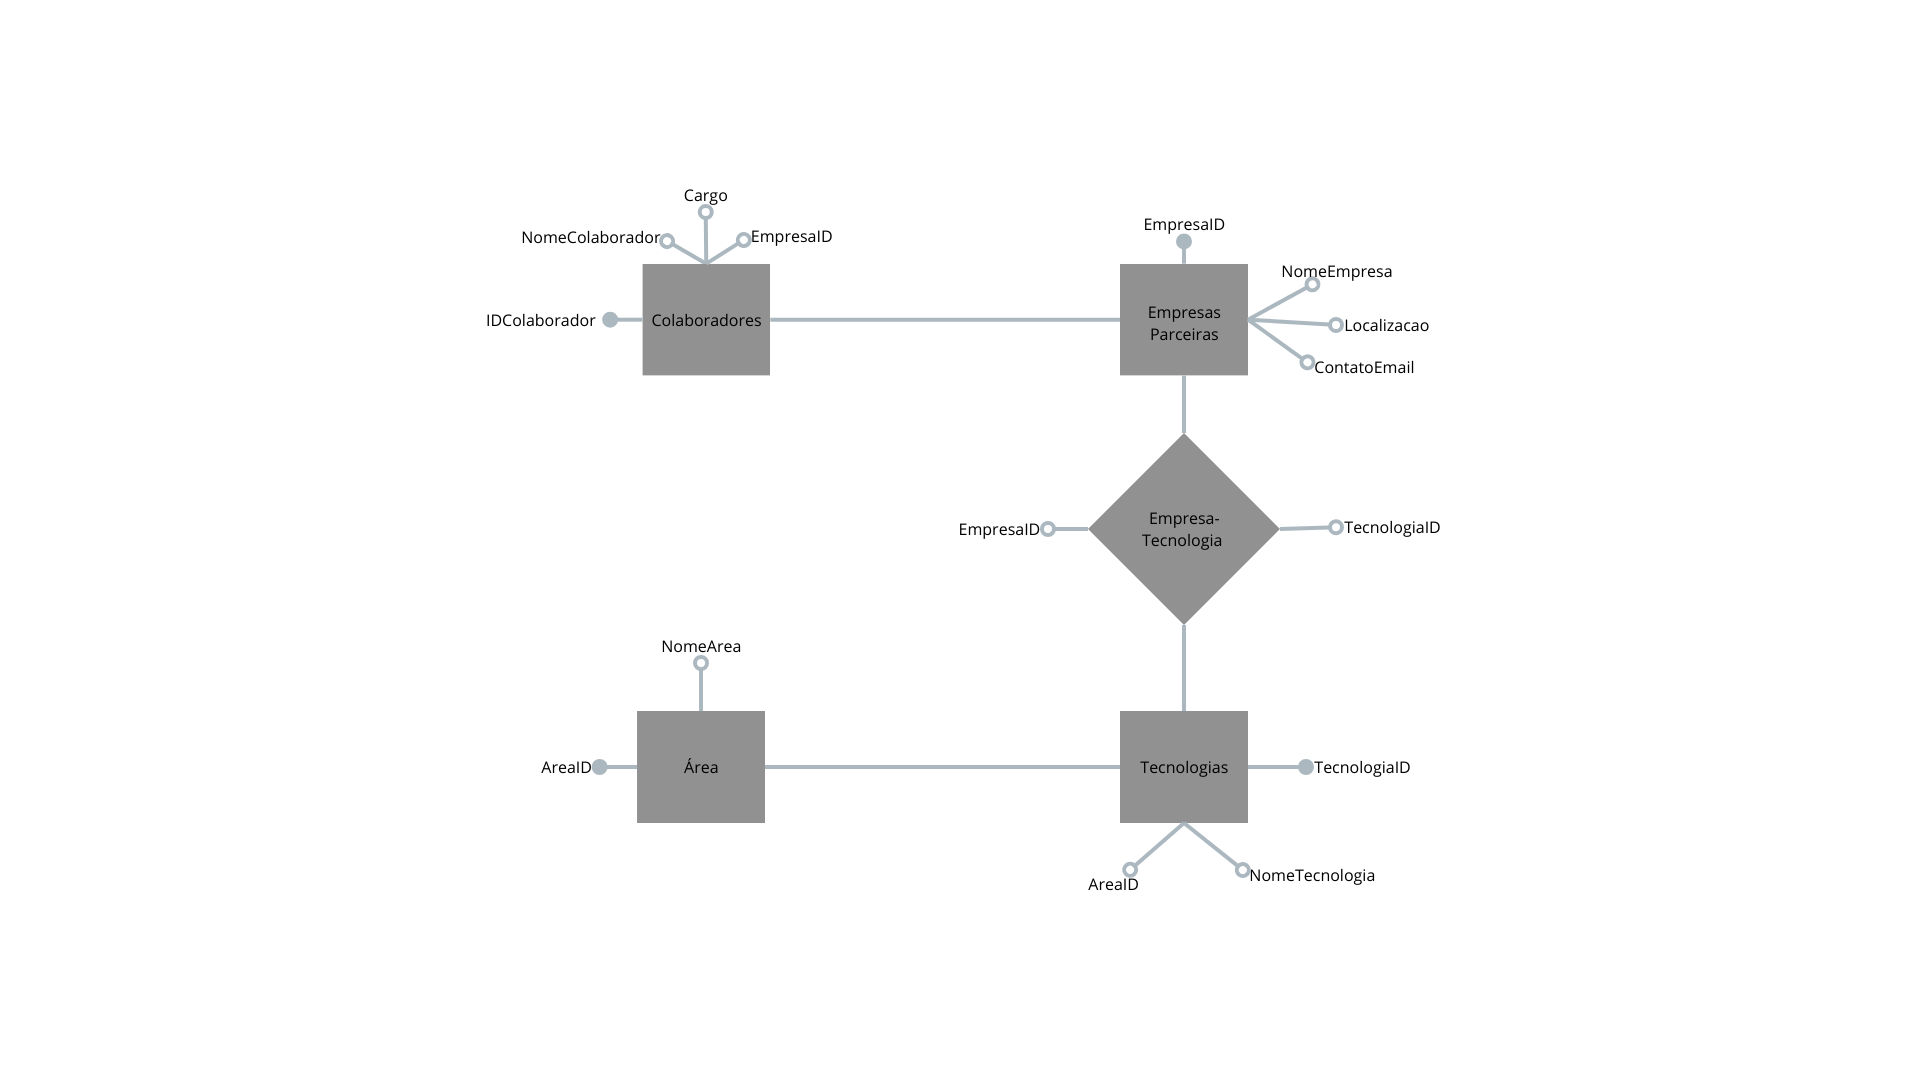 Cargo
NomeColaborador
EmpresaID
IDColaborador
Colaboradores
EmpresaID
NomeEmpresa
Empresas
Parceiras
Localizacao
ContatoEmail
EmpresaID
Empresa-
Tecnologia
TecnologiaID
NomeArea
AreaID
Área
Tecnologias
TecnologiaID
AreaID
NomeTecnologia